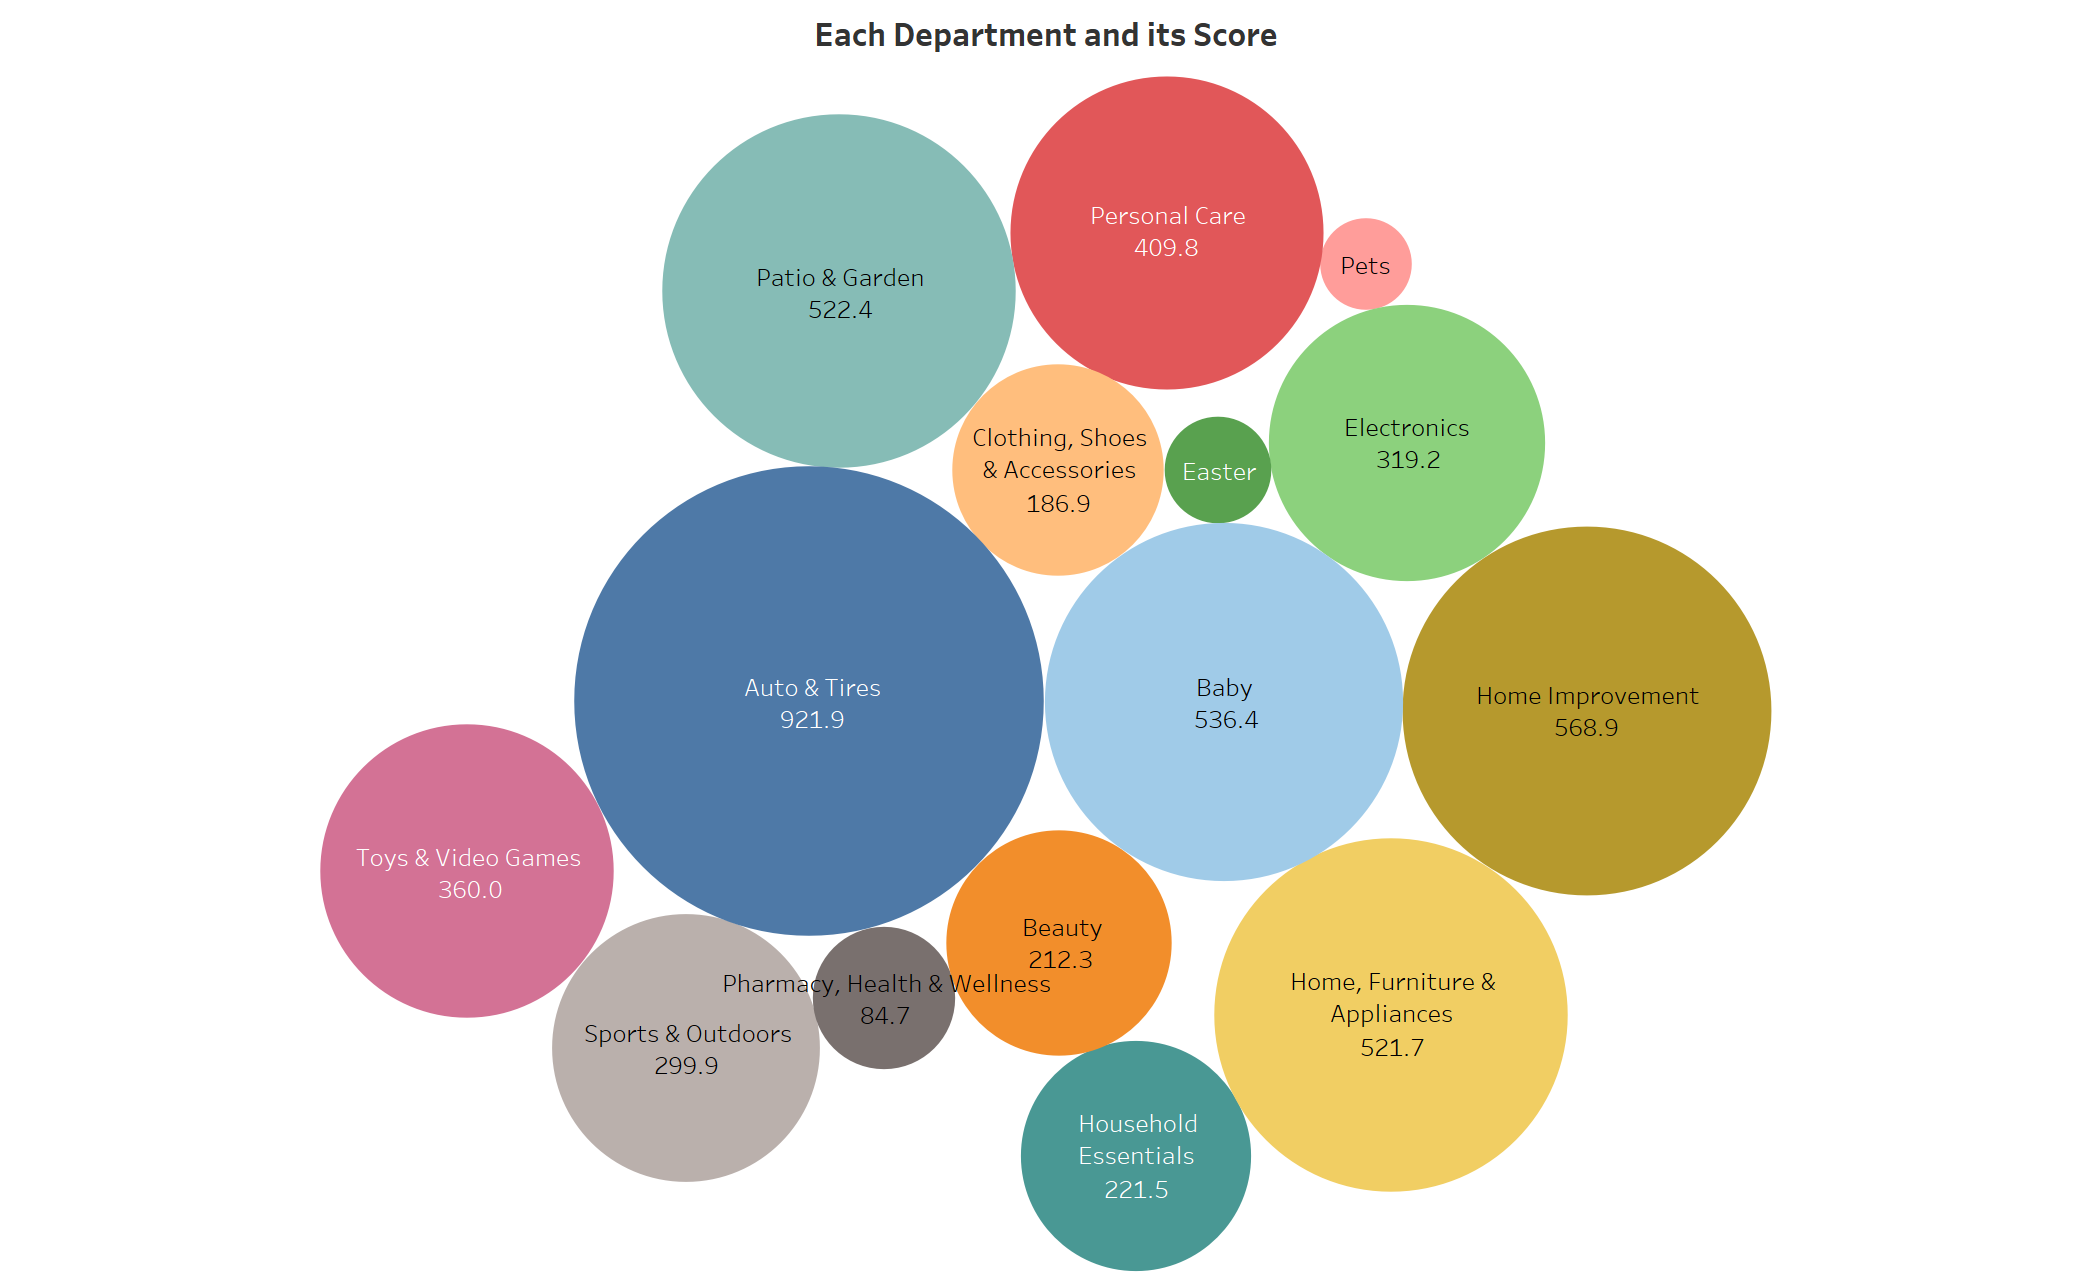 Each Department and its Score
Personal Care
409.8
Pets
Patio & Garden
522.4
Clothing, Shoes
& Accessories
186.9
Easter
Electronics
319.2
Auto & Tires
921.9
Baby
536.4
Home Improvement
568.9
Toys & Video Games
360.0
Beauty
212.3
Pharmacy, Health & Wellness
84.7
Sports & Outdoors
299.9
Home, Furniture &
Appliances
521.7
Household
Essentials
221.5